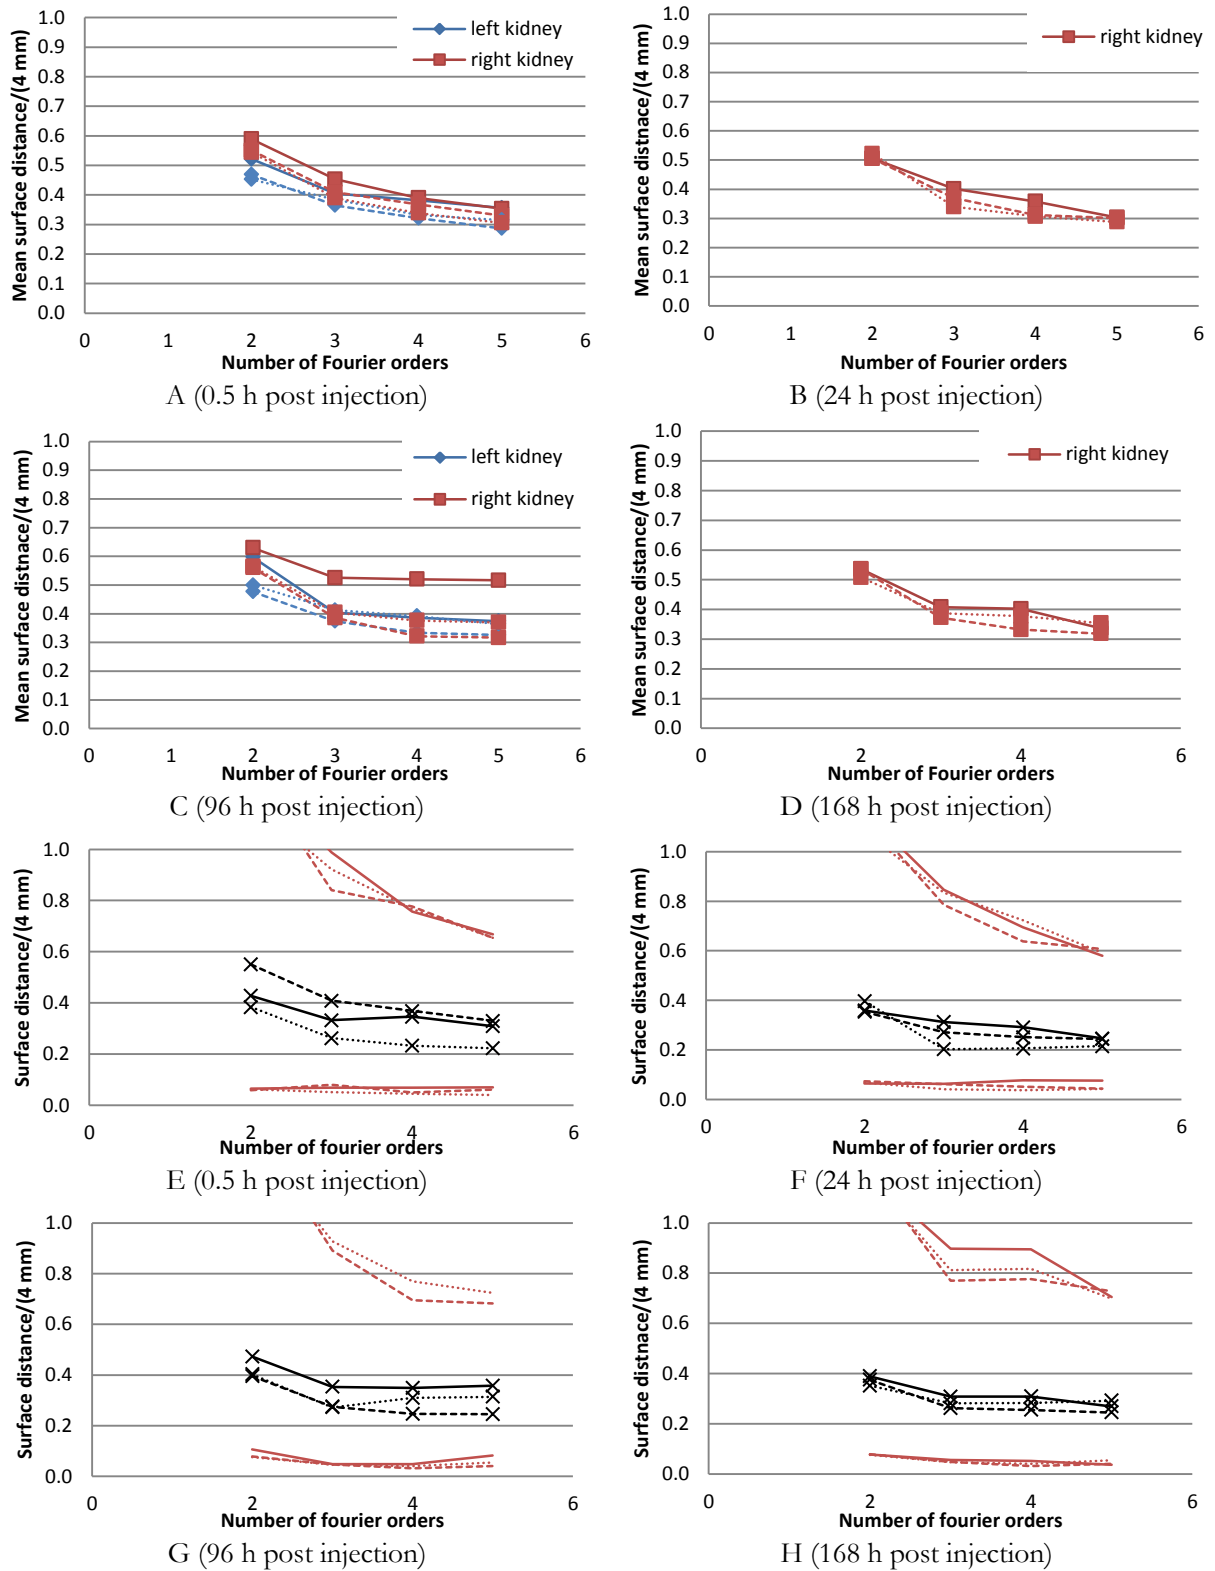 Mean surface distance/(4 mm)
1.0
0.9
0.8
0.7
0.6
0.5
0.4
0.3
0.2
0.1
0.0
left kidney
right kidney
0 1 2 3 4 5 6
Number of Fourier orders
A (0.5 h post injection)
Mean surface distance/(4 mm)
1.0
0.9
0.8
0.7
0.6
0.5
0.4
0.3
0.2
0.1
0.0
right kidney
0 1 2 3 4 5 6
Number of Fourier orders
B (24 h post injection)
Mean surface distnace/(4 mm)
1.0
0.9
0.8
0.7
0.6
0.5
0.4
0.3
0.2
0.1
0.0
left kidney
right kidney
0 1 2 3 4 5 6
Number of Fourier orders
C (96 h post injection)
Mean surface distance/(4 mm)
1.0
0.9
0.8
0.7
0.6
0.5
0.4
0.3
0.2
0.1
0.0
right kidney
0 1 2 3 4 5 6
Number of Fourier orders
D (168 h post injection)
Surface distance/(4 mm)
1.0
0.8
0.6
0.4
0.2
0.0
0 2 4 6
Number of fourier orders
E (0.5 h post injection)
Surface distance/(4 mm)
1.0
0.8
0.6
0.4
0.2
0.0
0 2 4 6
Number of fourier orders
F (24 h post injection)
Surface distance/(4 mm)
1.0
0.8
0.6
0.4
0.2
0.0
0 2 4 6
Number of fourier orders
G (96 h post injection)
Surface distnace/(4 mm)
1.0
0.8
0.6
0.4
0.2
0.0
0 2 4 6
Number of fourier orders
H (168 h post injection)